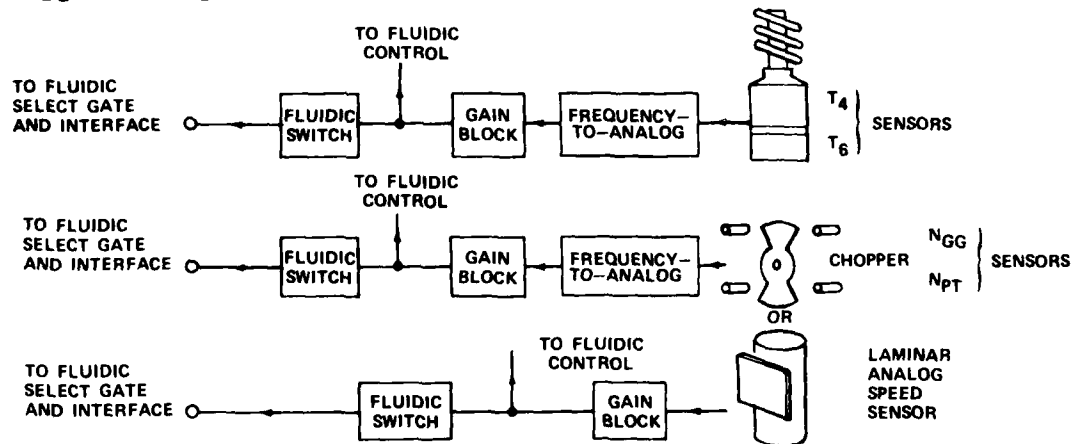 TO FLUIDIC
CONTROL
TO FLUIDIC
SELECT GATE
AND INTERFACE
FLUIDIC
SWITCH
GAIN
BLOCK
FREQUENCY—
TO—ANALOG
T4
T6
SENSORS
TO FLUIDIC
CONTROL
TO FLUIDIC
SELECT GATE
AND INTERFACE
FLUIDIC
SWITCH
GAIN
BLOCK
FREQUENCY—
TO—ANALOG
CHOPPER
NGG
NPT
SENSORS
OR
TO FLUIDIC
CONTROL
TO FLUIDIC
SELECT GATE
AND INTERFACE
FLUIDIC
SWITCH
GAIN
BLOCK
LAMINAR
ANALOG
SPEED
SENSOR